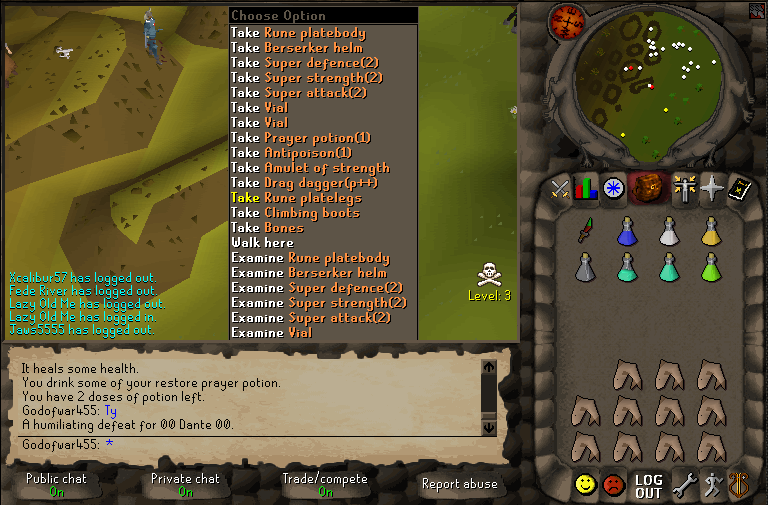 Choose Option
Take Rune platebody
Take Berserker helm
Take Super defence(2)
Take Super strength(2)
Take Super attack(2)
Take Vial
Take Vial
Take Prayer potion(1)
Take Antipoison(1)
Take Amulet of strength
Take Drag dagger(p++)
Take Rune platelegs
Take Climbing boots
Take Bones
Walk here
Examine Rune platebody
Examine Berserker helm
Examine Super defence(2)
Examine Super strength(2)
Examine Super attack(2)
Examine Vial
Level: 3
Xcalibur57 has logged out.
Fede River has logged out.
Lazy Old Me has logged out.
Lazy Old Me has logged in.
Jaws5555 has logged out.
It heals some health.
You drink some of your restore prayer potion.
You have 2 doses of potion left.
Godofwar455: Ty
A humiliating defeat for 00 Dante 00.
Godofwar455: *
Public chat
On
Private chat
On
Trade/compete
On
Report abuse
LOG
OUT